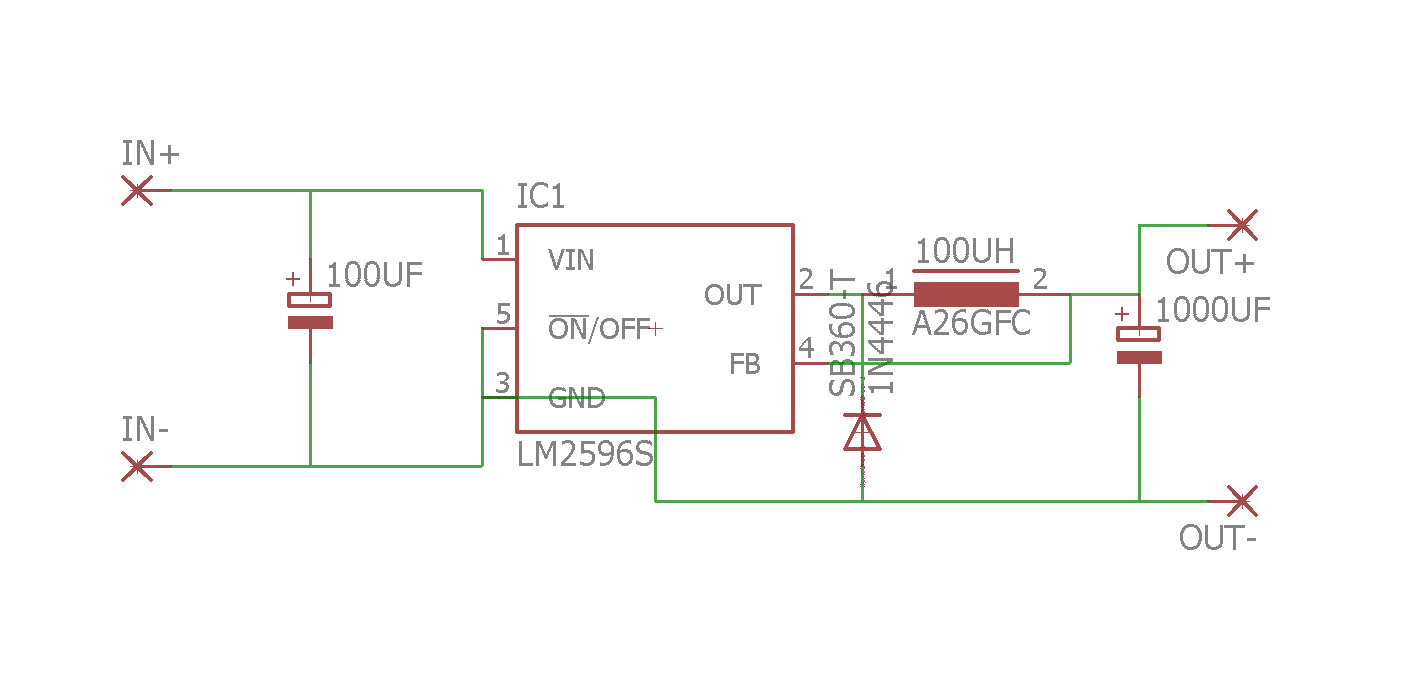 IN+
IC1
1
VIN
+
100UF
100UH
OUT+
2
1
2
OUT
A26GFC
+
1000UF
5
ON/OFF
SB360-T
1N4446
4
FB
3
GND
IN-
LM2596S
OUT-